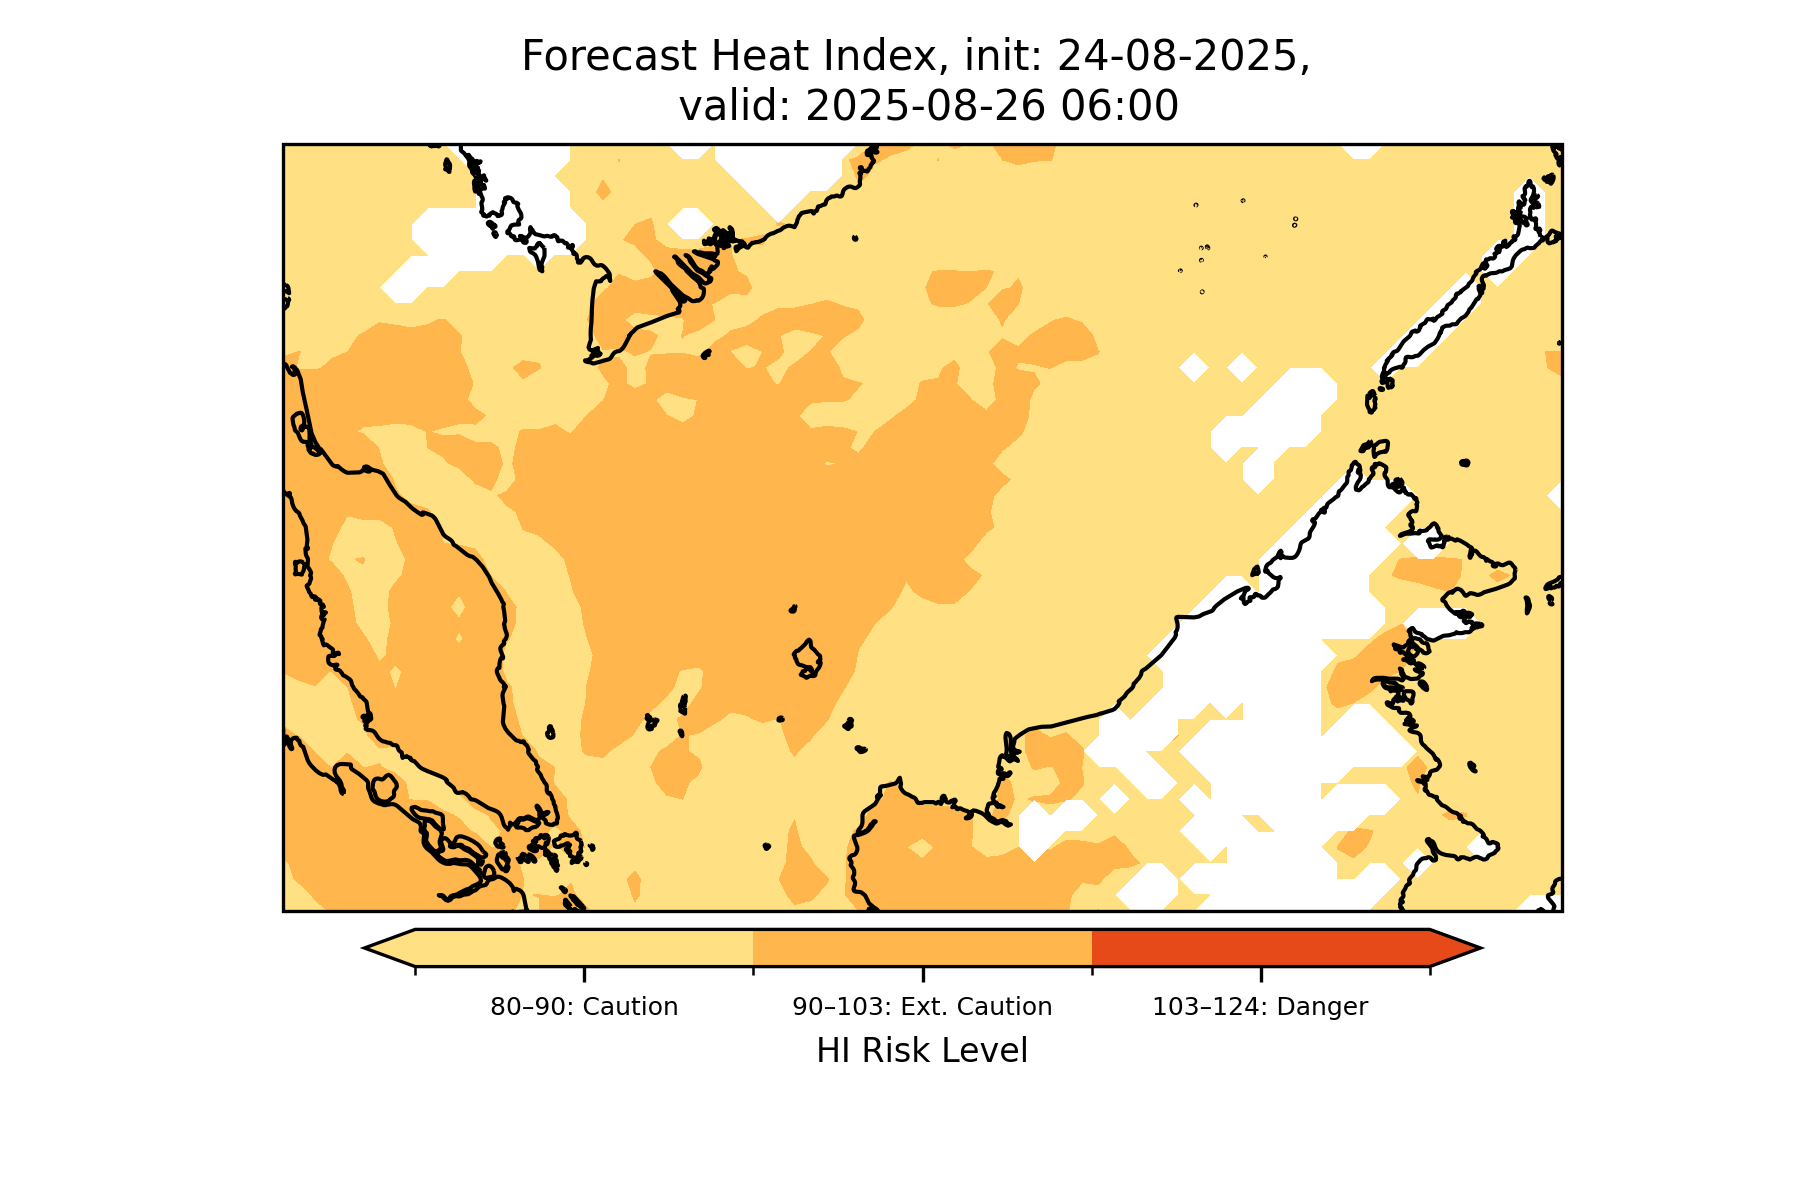 Forecast Heat Index, init: 24-08-2025,
valid: 2025-08-26 06:00
80–90: Caution
90–103: Ext. Caution
103–124: Danger
HI Risk Level